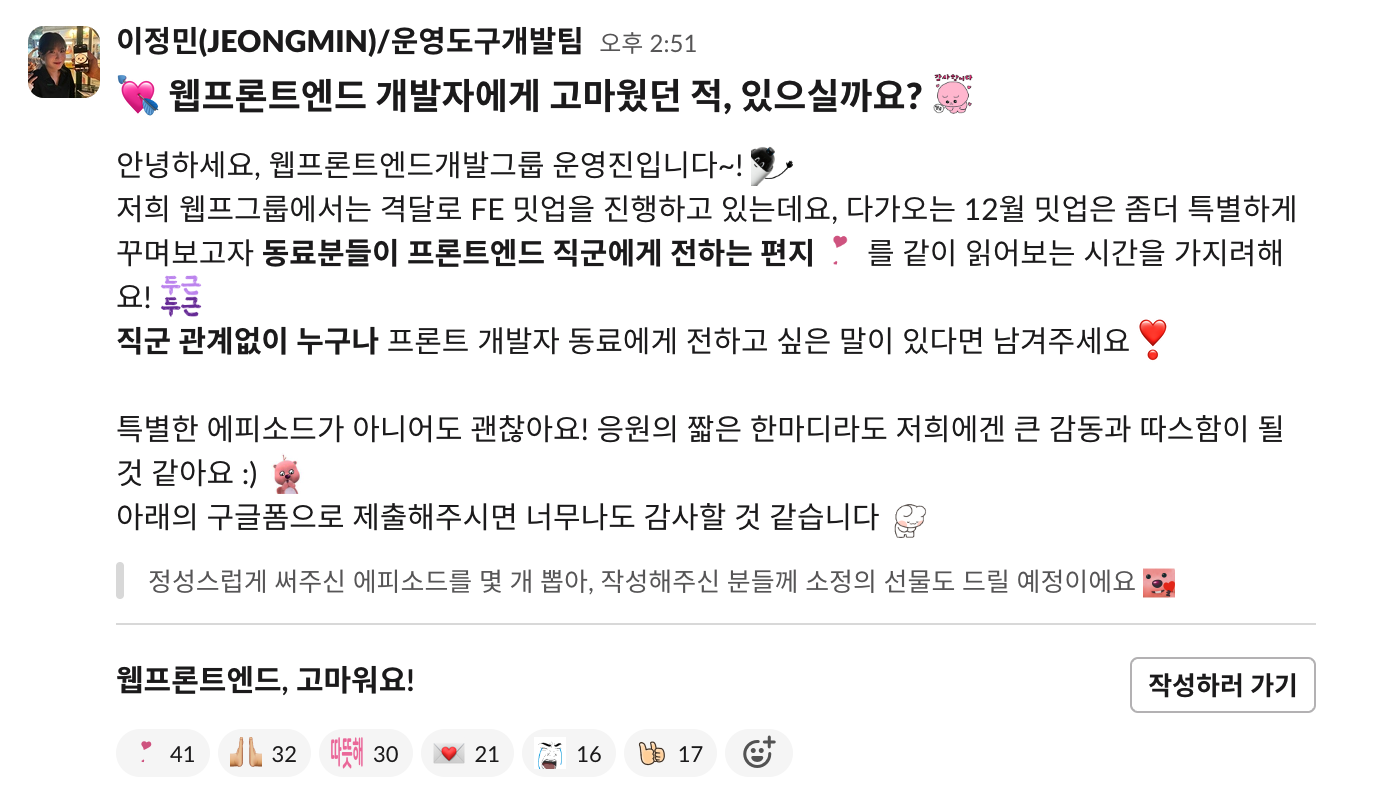 이정민(JEONGMIN)/운영도구개발팀 오후 2:51
웹프론트엔드 개발자에게 고마웠던 적, 있으실까요? 감사합니다
안녕하세요, 웹프론트엔드개발그룹 운영진입니다~!
저희 웹프그룹에서는 격달로 FE 밋업을 진행하고 있는데요, 다가오는 12월 밋업은 좀더 특별하게
꾸며보고자 동료분들이 프론트엔드 직군에게 전하는 편지 를 같이 읽어보는 시간을 가지려해
요! 두근두근
직군 관계없이 누구나 프론트 개발자 동료에게 전하고 싶은 말이 있다면 남겨주세요❣️
특별한 에피소드가 아니어도 괜찮아요! 응원의 짧은 한마디라도 저희에겐 큰 감동과 따스함이 될
것 같아요 :)
아래의 구글폼으로 제출해주시면 너무나도 감사할 것 같습니다
정성스럽게 써주신 에피소드를 몇 개 뽑아, 작성해주신 분들께 소정의 선물도 드릴 예정이에요
웹프론트엔드, 고마워요!
작성하러 가기
41 32 따뜻해 30 21 16 17